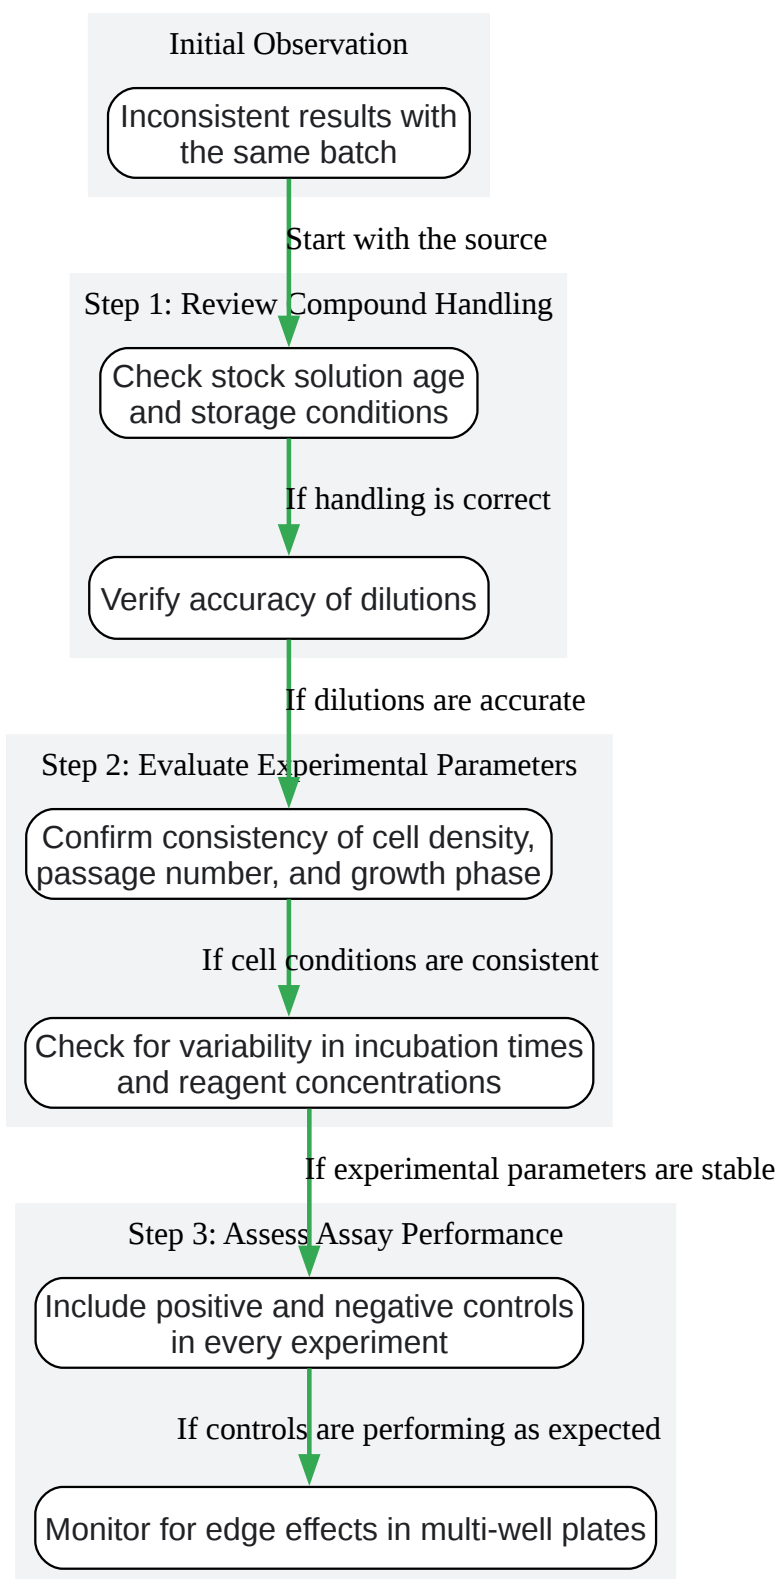 Initial Observation
Inconsistent results with
the same batch
Start with the source
Step 1: Review Compound Handling
Check stock solution age
and storage conditions
If handling is correct
Verify accuracy of dilutions
If dilutions are accurate
Step 2: Evaluate Experimental Parameters
Confirm consistency of cell density,
passage number, and growth phase
If cell conditions are consistent
Check for variability in incubation times
and reagent concentrations
If experimental parameters are stable
Step 3: Assess Assay Performance
Include positive and negative controls
in every experiment
If controls are performing as expected
Monitor for edge effects in multi-well plates